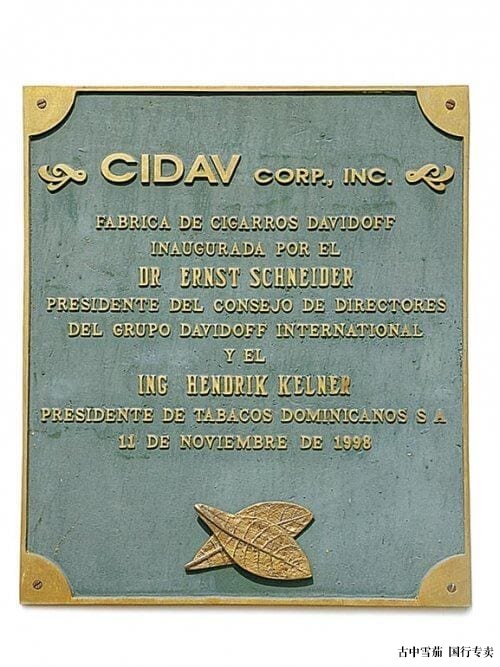 CIDAV CORP., INC.
FABRICA DE CIGARROS DAVIDOFF
INAUGURADA POR EL
DR ERNST SCHNEIDER
PRESIDENTE DEL CONSEJO DE DIRECTORES
DEL GRUPO DAVIDOFF INTERNATIONAL
Y EL
ING HENDRIK KELNER
PRESIDENTE DE TABACOS DOMINICANOS S A
11 DE NOVIEMBRE DE 1998
古中雪茄 国行专卖